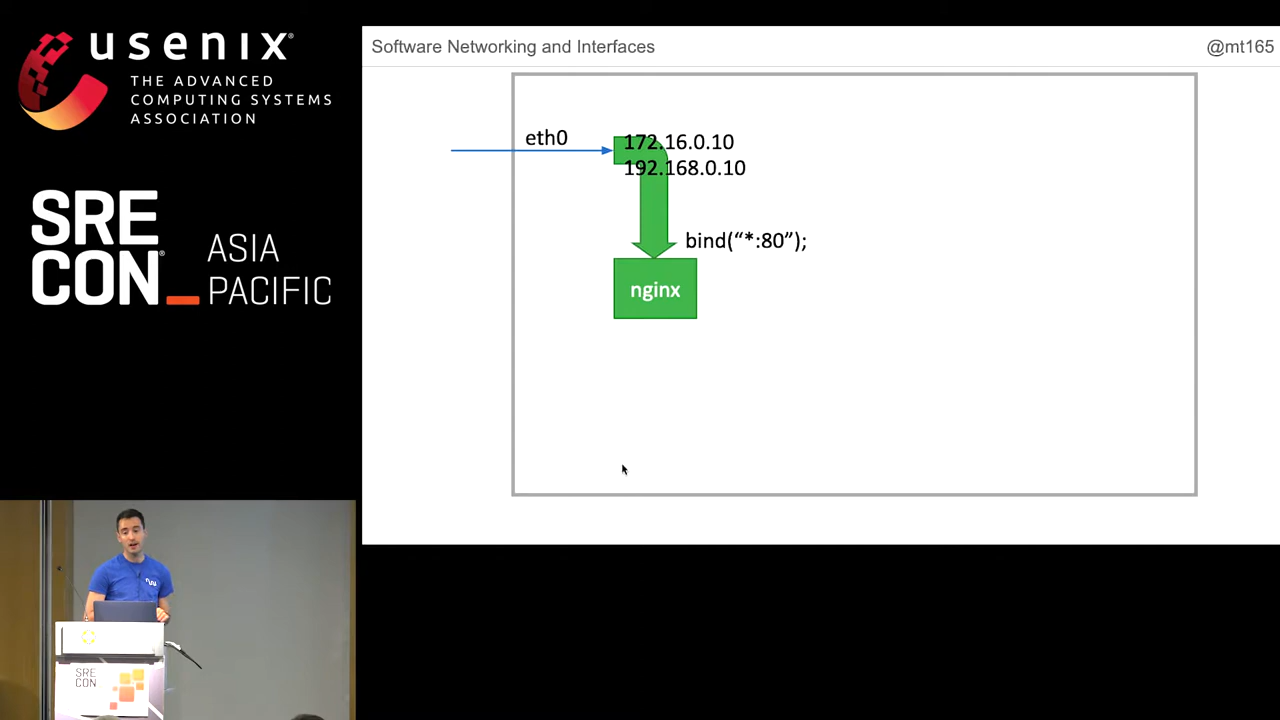 usenix
THE ADVANCED
COMPUTING SYSTEMS
ASSOCIATION
SRE
CON
ASIA
PACIFIC
Software Networking and Interfaces
@mt165
eth0
172.16.0.10
192.168.0.10
bind(“*:80”);
nginx
SRE
CON